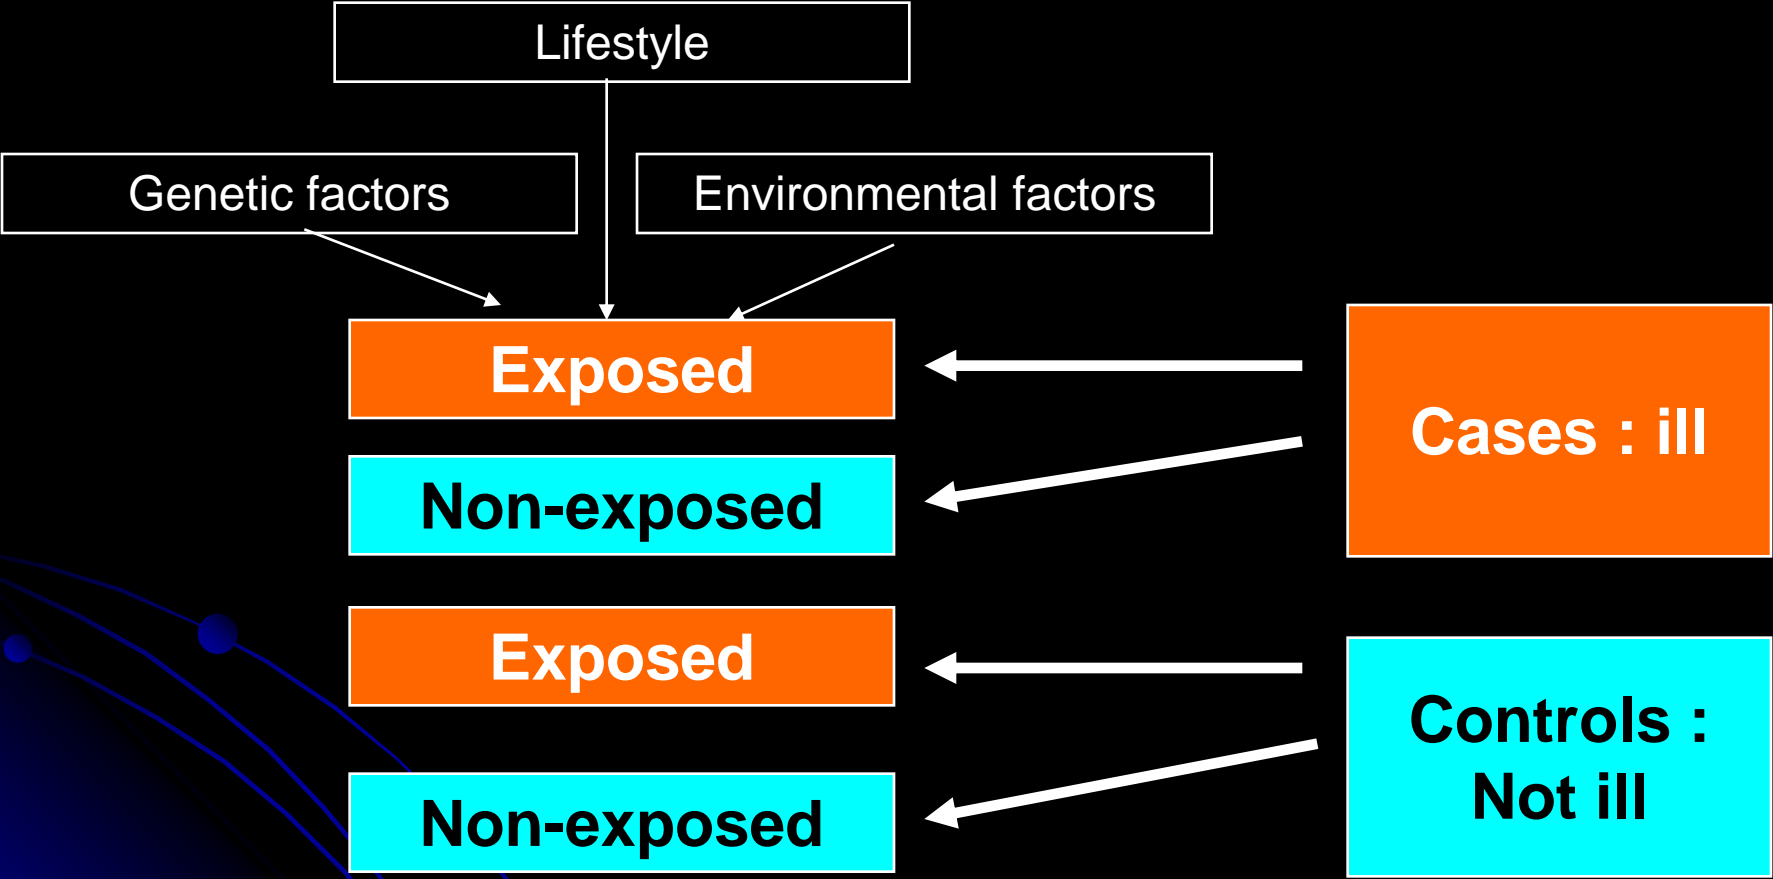 Lifestyle
Genetic factors
Environmental factors
Exposed
Non-exposed
Cases : ill
Exposed
Non-exposed
Controls :
Not ill